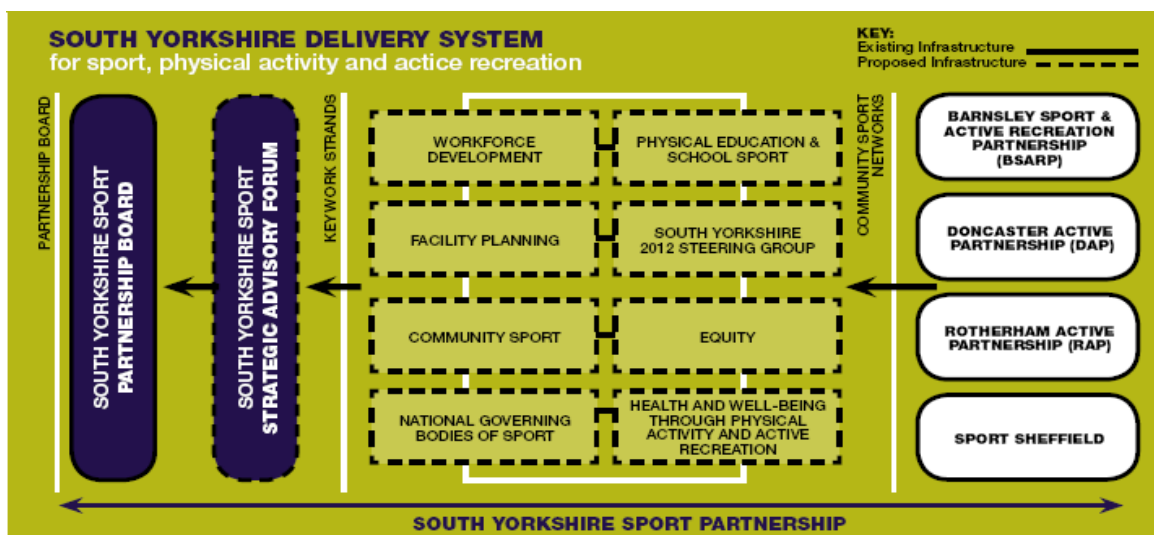 SOUTH YORKSHIRE DELIVERY SYSTEM
for sport, physical activity and actice recreation
KEY:
Existing Infrastructure
Proposed Infrastructure
PARTNERSHIP BOARD
SOUTH YORKSHIRE SPORT
PARTNERSHIP BOARD
SOUTH YORKSHIRE SPORT
STRATEGIC ADVISORY FORUM
KEYWORK STRANDS
WORKFORCE
DEVELOPMENT
PHYSICAL EDUCATION &
SCHOOL SPORT
FACILITY PLANNING
SOUTH YORKSHIRE
2012 STEERING GROUP
COMMUNITY SPORT
EQUITY
NATIONAL GOVERNING
BODIES OF SPORT
HEALTH AND WELL-BEING
THROUGH PHYSICAL
ACTIVITY AND ACTIVE
RECREATION
COMMUNITY SPORT
NETWORKS
BARNSLEY SPORT &
ACTIVE RECREATION
PARTNERSHIP
(BSARP)
DONCASTER ACTIVE
PARTNERSHIP (DAP)
ROTHERHAM ACTIVE
PARTNERSHIP (RAP)
SPORT SHEFFIELD
SOUTH YORKSHIRE SPORT PARTNERSHIP